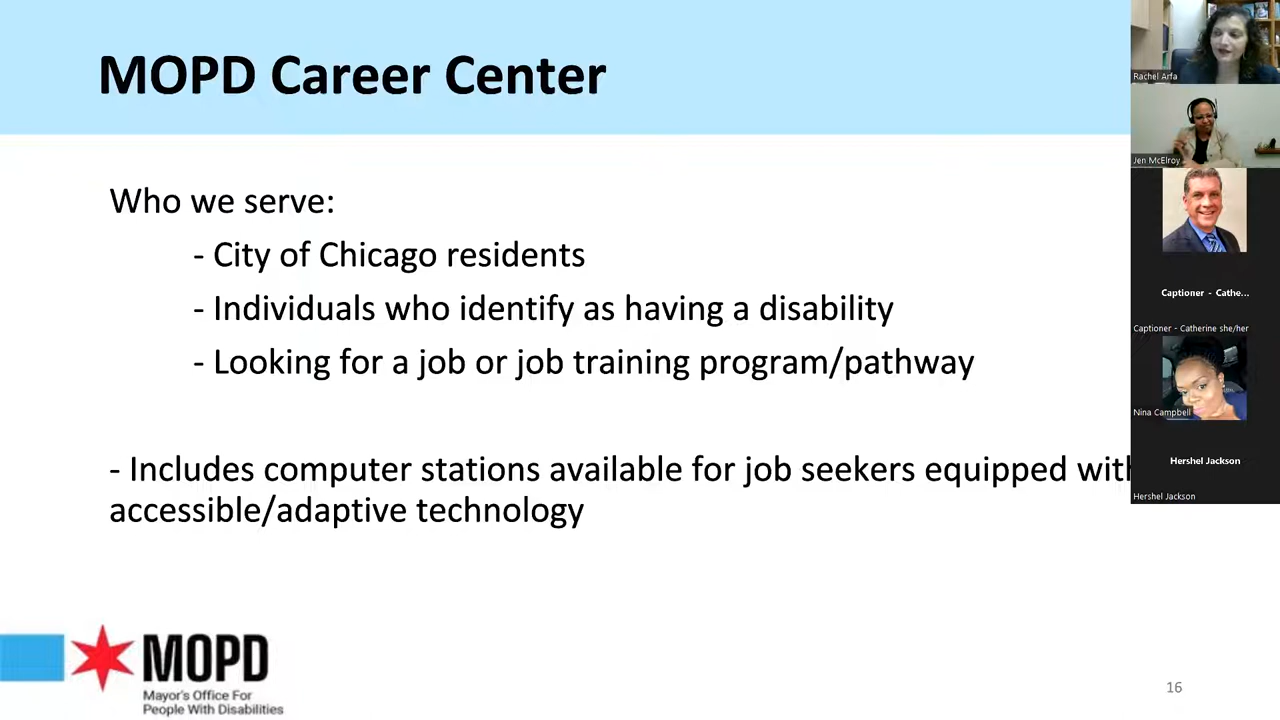 MOPD Career Center
Who we serve:
- City of Chicago residents
- Individuals who identify as having a disability
- Looking for a job or job training program/pathway
- Includes computer stations available for job seekers equipped with
accessible/adaptive technology
MOPD
Mayor's Office For
People With Disabilities
16
Rachel Arfa
Jen McElroy
Captioner - Cathe...
Captioner - Catherine she/her
Nina Campbell
Hershel Jackson
Hershel Jackson